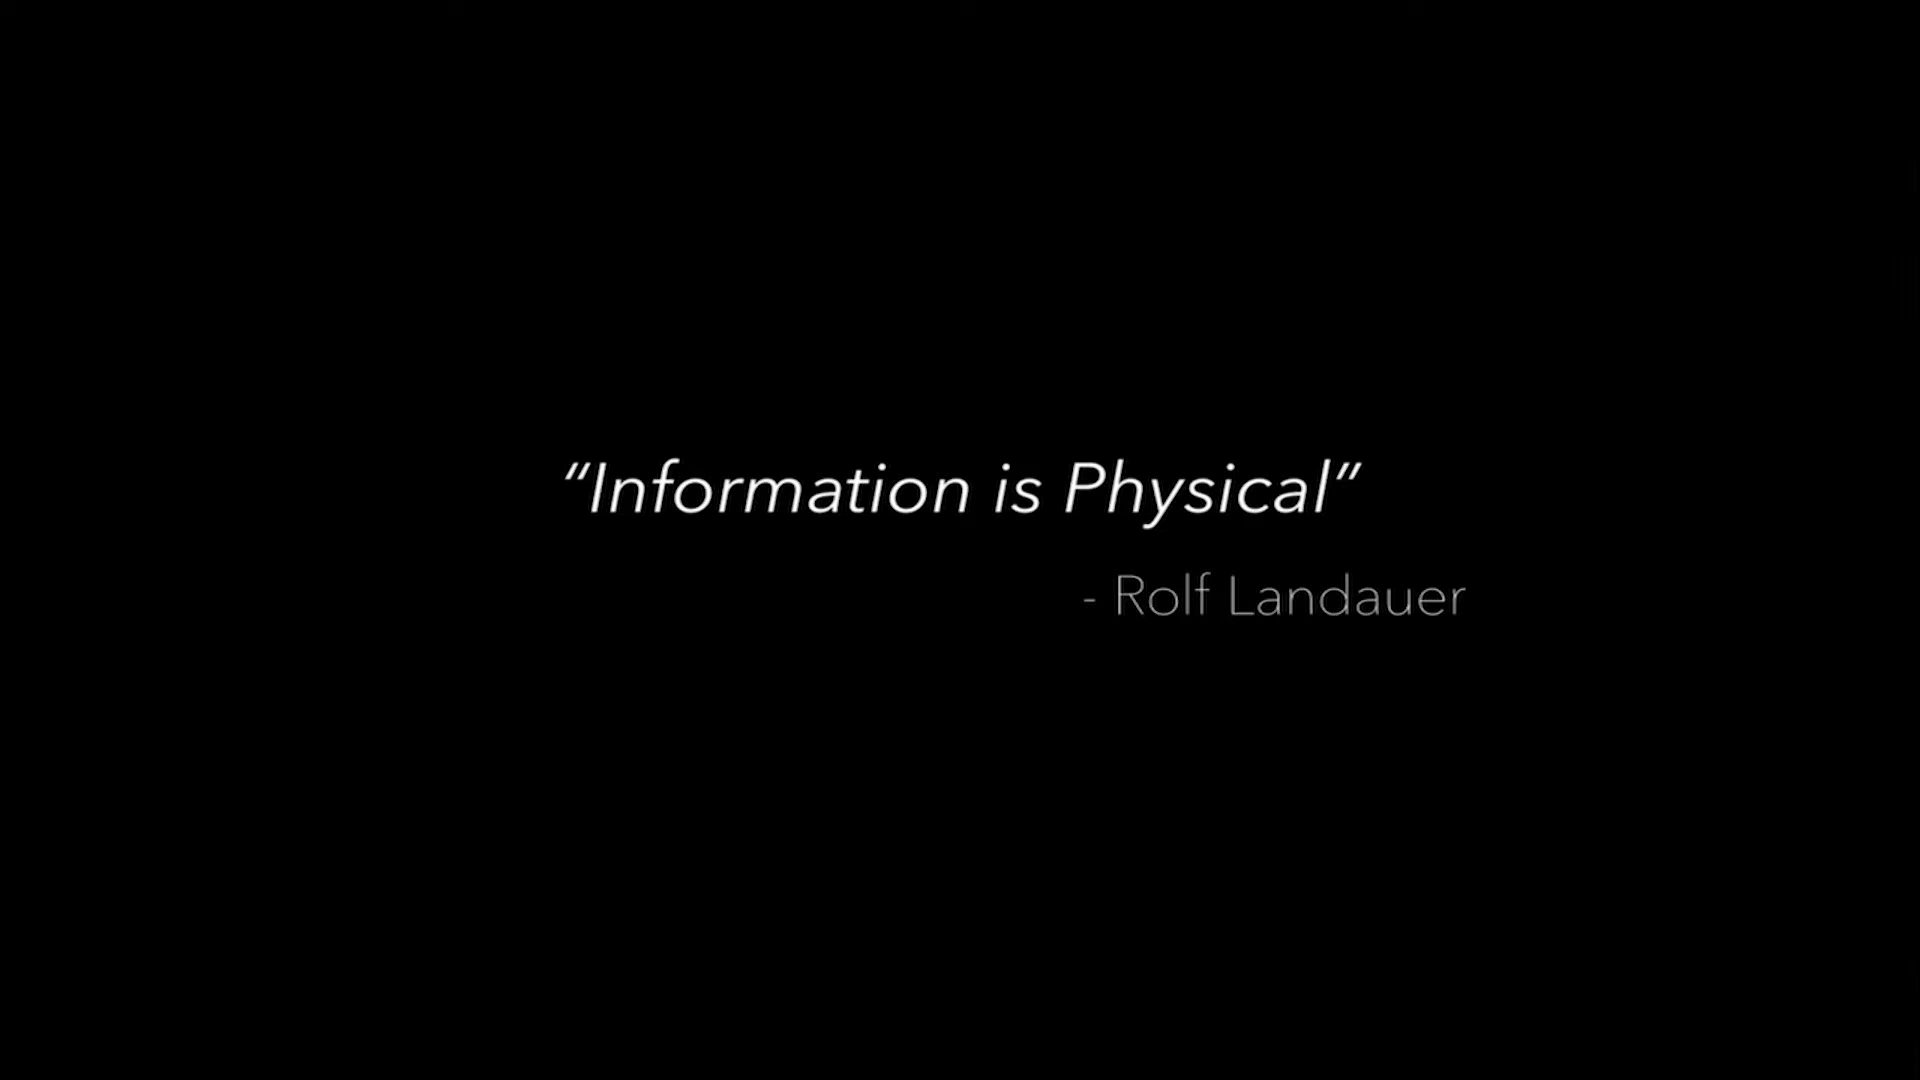 “Information is Physical”
- Rolf Landauer